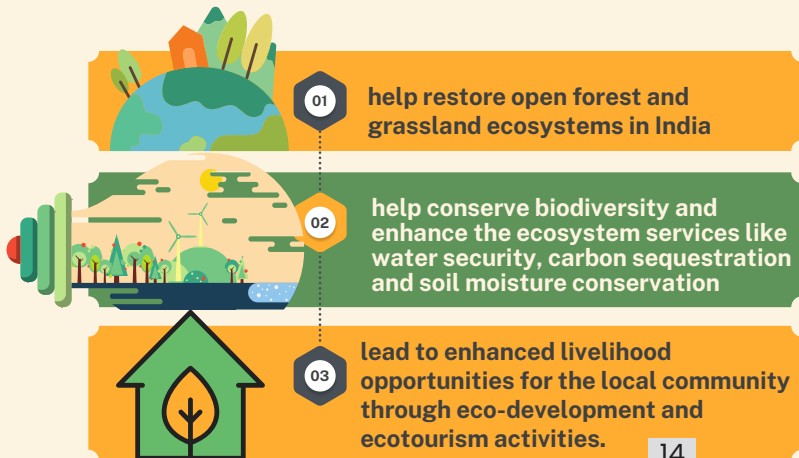 01
help restore open forest and
grassland ecosystems in India
02
help conserve biodiversity and
enhance the ecosystem services like
water security, carbon sequestration
and soil moisture conservation
03
lead to enhanced livelihood
opportunities for the local community
through eco-development and
ecotourism activities.
14